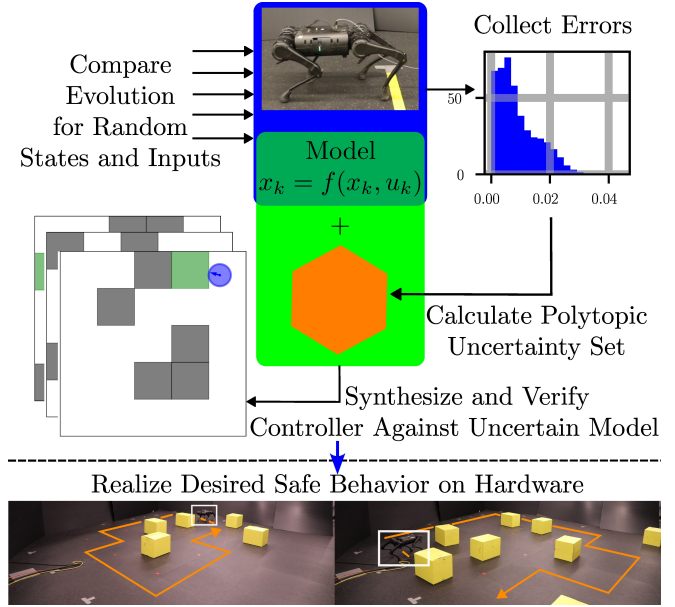 Collect Errors
Compare
Evolution
for Random
States and Inputs
50
0
0.00 0.02 0.04
Model
x_k = f(x_k, u_k)
+
Calculate Polytopic
Uncertainty Set
Synthesize and Verify
Controller Against Uncertain Model
Realize Desired Safe Behavior on Hardware